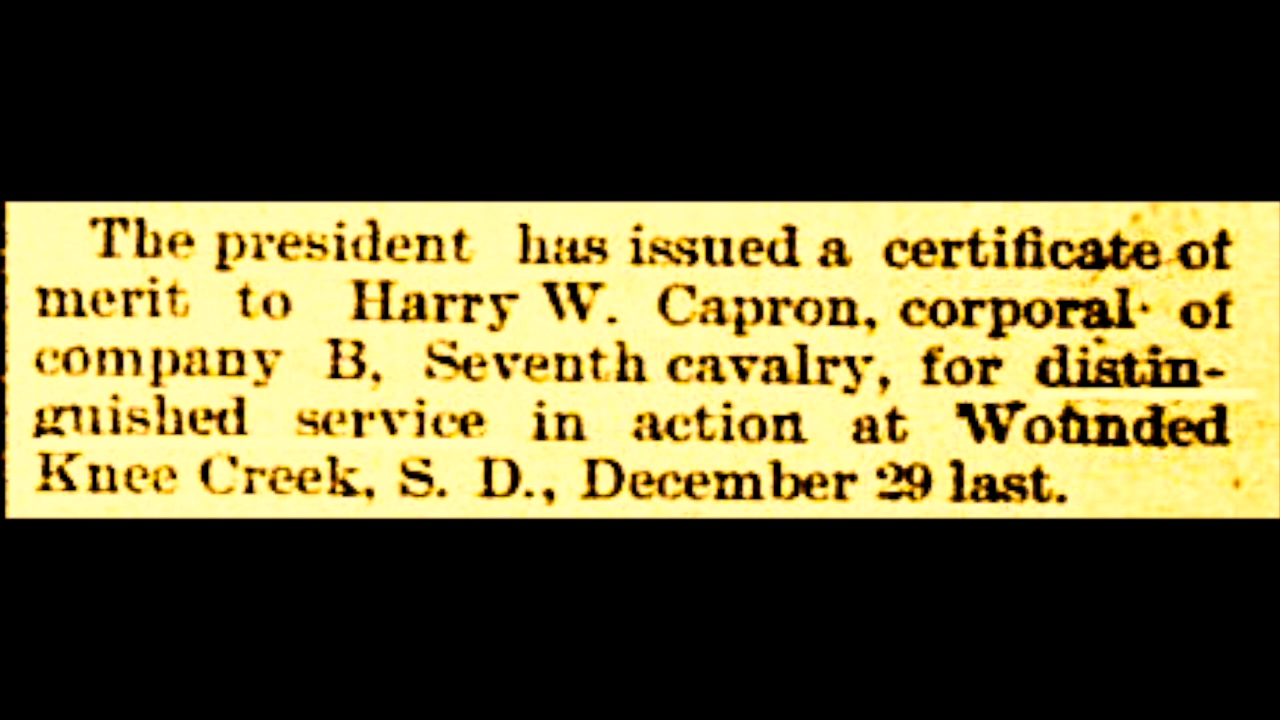 The president has issued a certificate of
merit to Harry W. Capron, corporal of
company B, Seventh cavalry, for distin-
guished service in action at Wounded
Knee Creek, S. D., December 29 last.